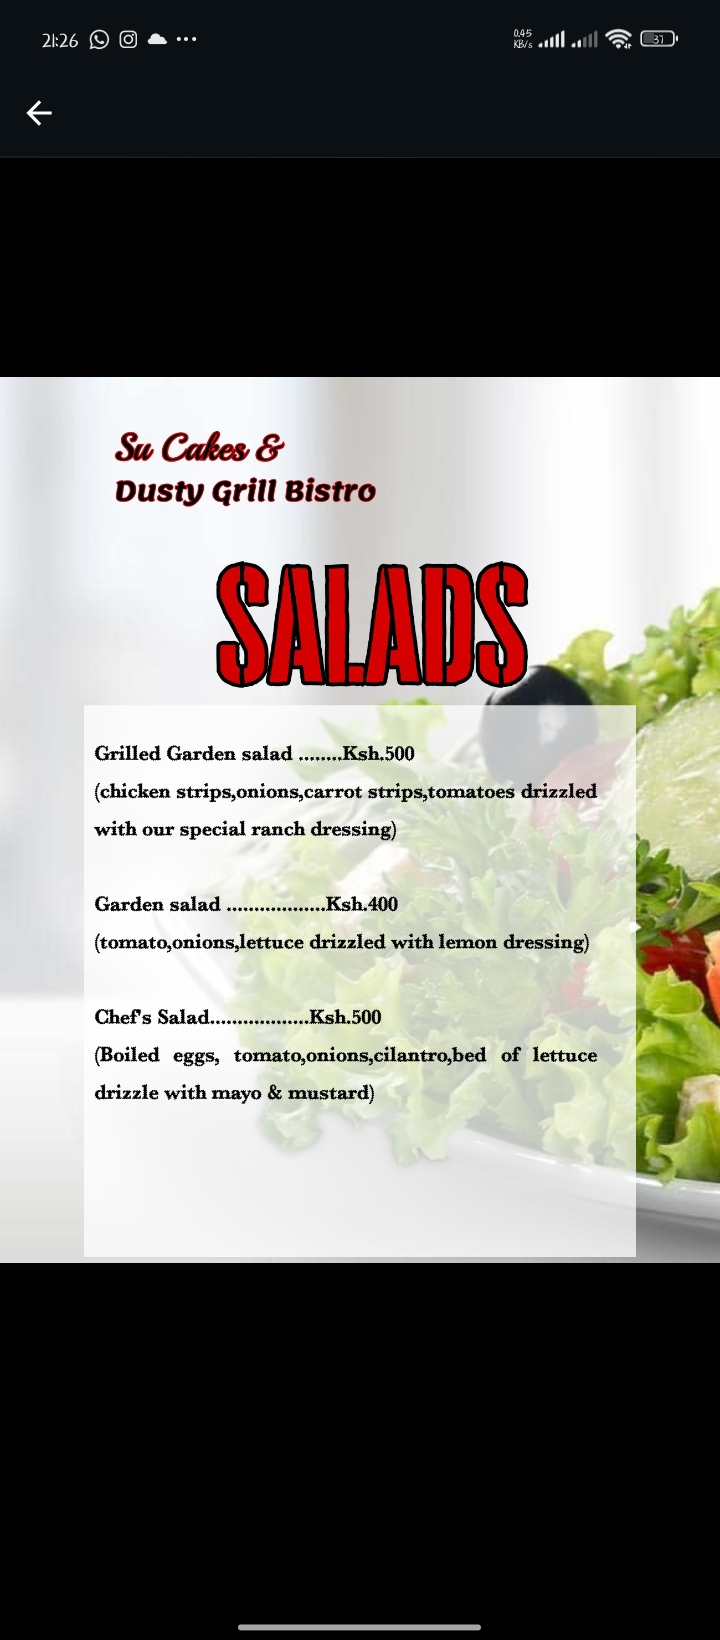 21:26
0.45
KB/s
37
Su Cakes &
Dusty Grill Bistro
SALADS
Grilled Garden salad ........Ksh.500
(chicken strips,onions,carrot strips,tomatoes drizzled
with our special ranch dressing)
Garden salad ..................Ksh.400
(tomato,onions,lettuce drizzled with lemon dressing)
Chef's Salad..................Ksh.500
(Boiled eggs, tomato,onions,cilantro,bed of lettuce
drizzle with mayo & mustard)